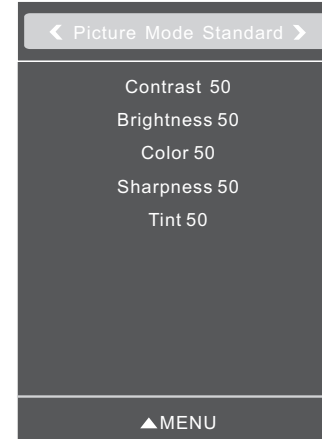 Picture Mode Standard
Contrast 50
Brightness 50
Color 50
Sharpness 50
Tint 50
MENU